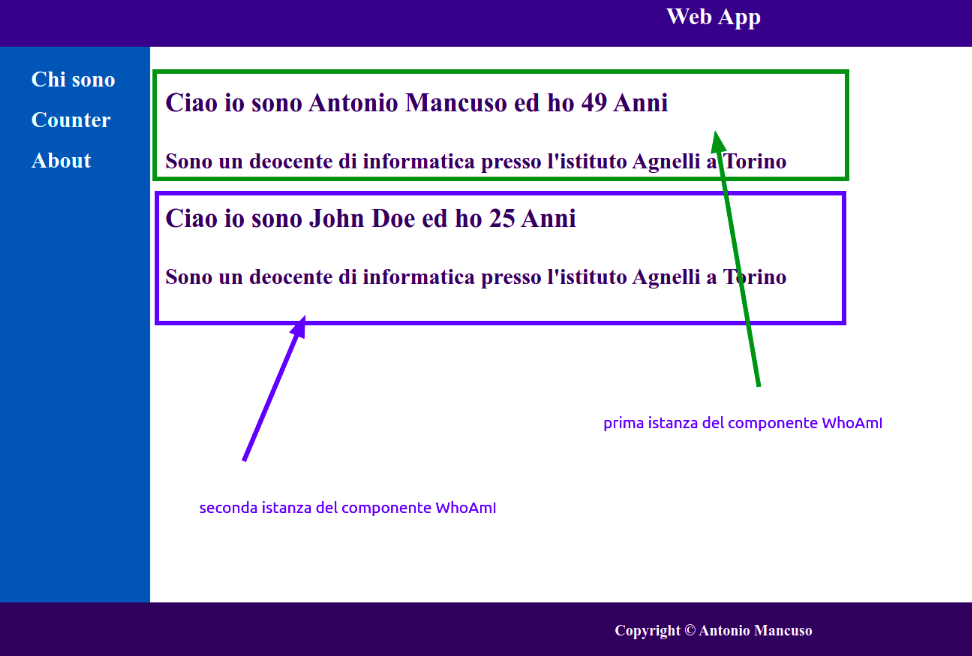 Web App
Chi sono
Counter
About
Ciao io sono Antonio Mancuso ed ho 49 Anni
Sono un deocente di informatica presso l'istituto Agnelli a Torino
Ciao io sono John Doe ed ho 25 Anni
Sono un deocente di informatica presso l'istituto Agnelli a Torino
prima istanza del componente WhoAmI
seconda istanza del componente WhoAmI
Copyright © Antonio Mancuso